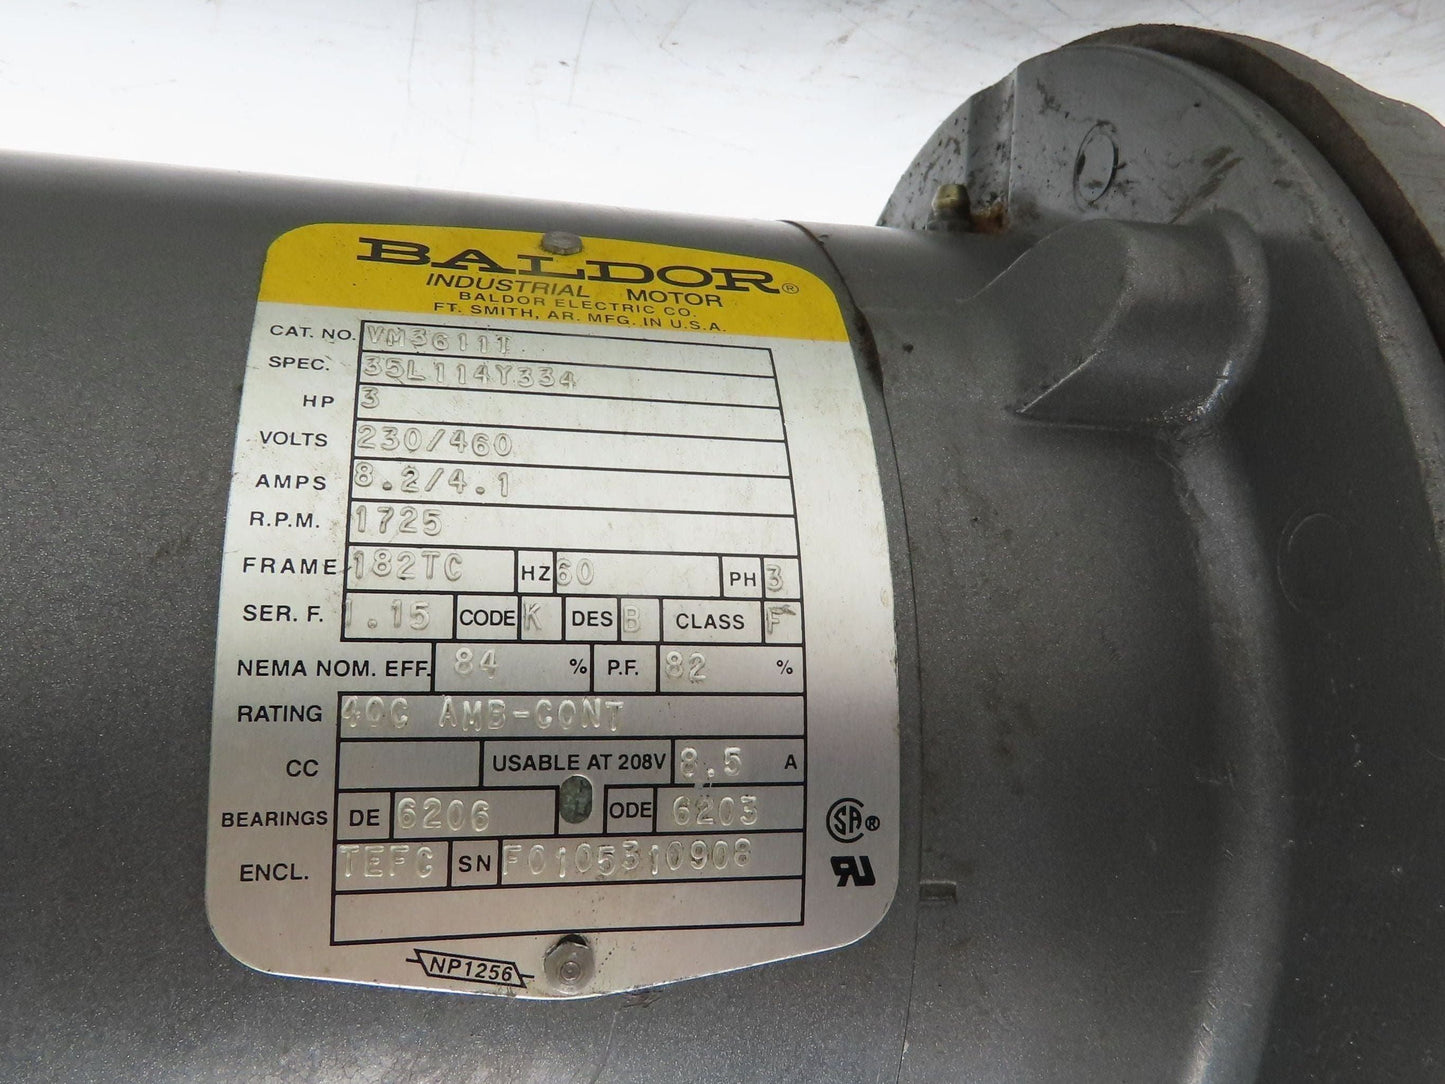 BALDOR®
INDUSTRIAL MOTOR
BALDOR ELECTRIC CO.
FT. SMITH, AR. MFG. IN U.S.A.
CAT. NO. VM3611T
SPEC. 35L114Y334
HP 3
VOLTS 230/460
AMPS 8.2/4.1
R.P.M. 1725
FRAME 182TC HZ 60 PH 3
SER. F. 1.15 CODE K DES B CLASS F
NEMA NOM. EFF. 84 % P.F. 82 %
RATING 40C AMB-CONT
CC USABLE AT 208V 8.5 A
BEARINGS DE 6206 ODE 6203
ENCL. TEFC SN F0105310908
SA®
RU
NP1256